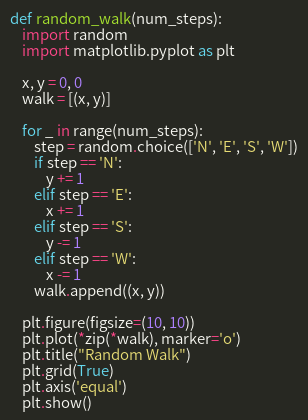 def random_walk(num_steps):
    import random
    import matplotlib.pyplot as plt

    x, y = 0, 0
    walk = [(x, y)]

    for _ in range(num_steps):
        step = random.choice(['N', 'E', 'S', 'W'])
        if step == 'N':
            y += 1
        elif step == 'E':
            x += 1
        elif step == 'S':
            y -= 1
        elif step == 'W':
            x -= 1
        walk.append((x, y))

    plt.figure(figsize=(10, 10))
    plt.plot(*zip(*walk), marker='o')
    plt.title("Random Walk")
    plt.grid(True)
    plt.axis('equal')
    plt.show()